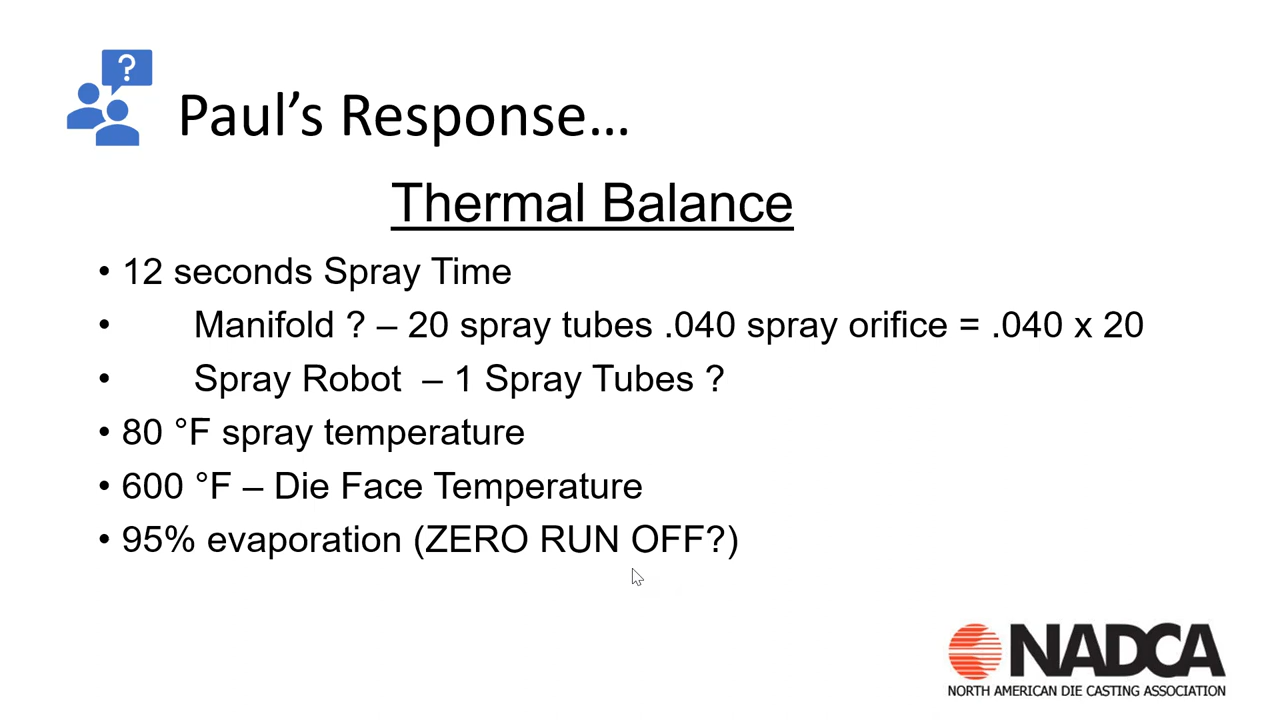 ?
Paul’s Response…
Thermal Balance
• 12 seconds Spray Time
• Manifold ? – 20 spray tubes .040 spray orifice = .040 x 20
• Spray Robot – 1 Spray Tubes ?
• 80 °F spray temperature
• 600 °F – Die Face Temperature
• 95% evaporation (ZERO RUN OFF?)
NADCA
NORTH AMERICAN DIE CASTING ASSOCIATION